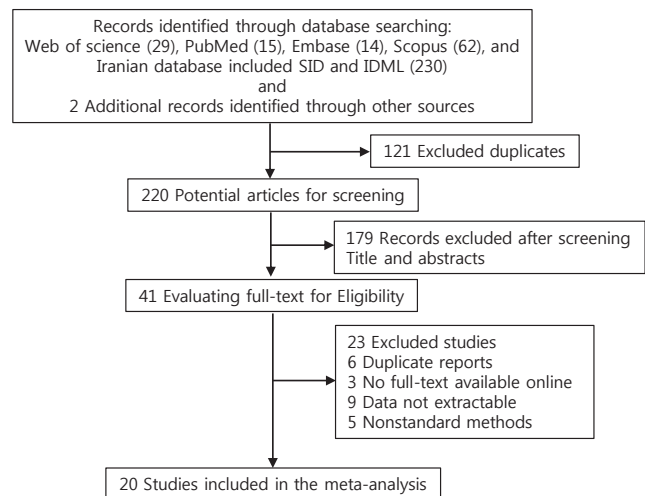 Records identified through database searching:
Web of science (29), PubMed (15), Embase (14), Scopus (62), and
Iranian database included SID and IDML (230)
and
2 Additional records identified through other sources
121 Excluded duplicates
220 Potential articles for screening
179 Records excluded after screening
Title and abstracts
41 Evaluating full-text for Eligibility
23 Excluded studies
6 Duplicate reports
3 No full-text available online
9 Data not extractable
5 Nonstandard methods
20 Studies included in the meta-analysis